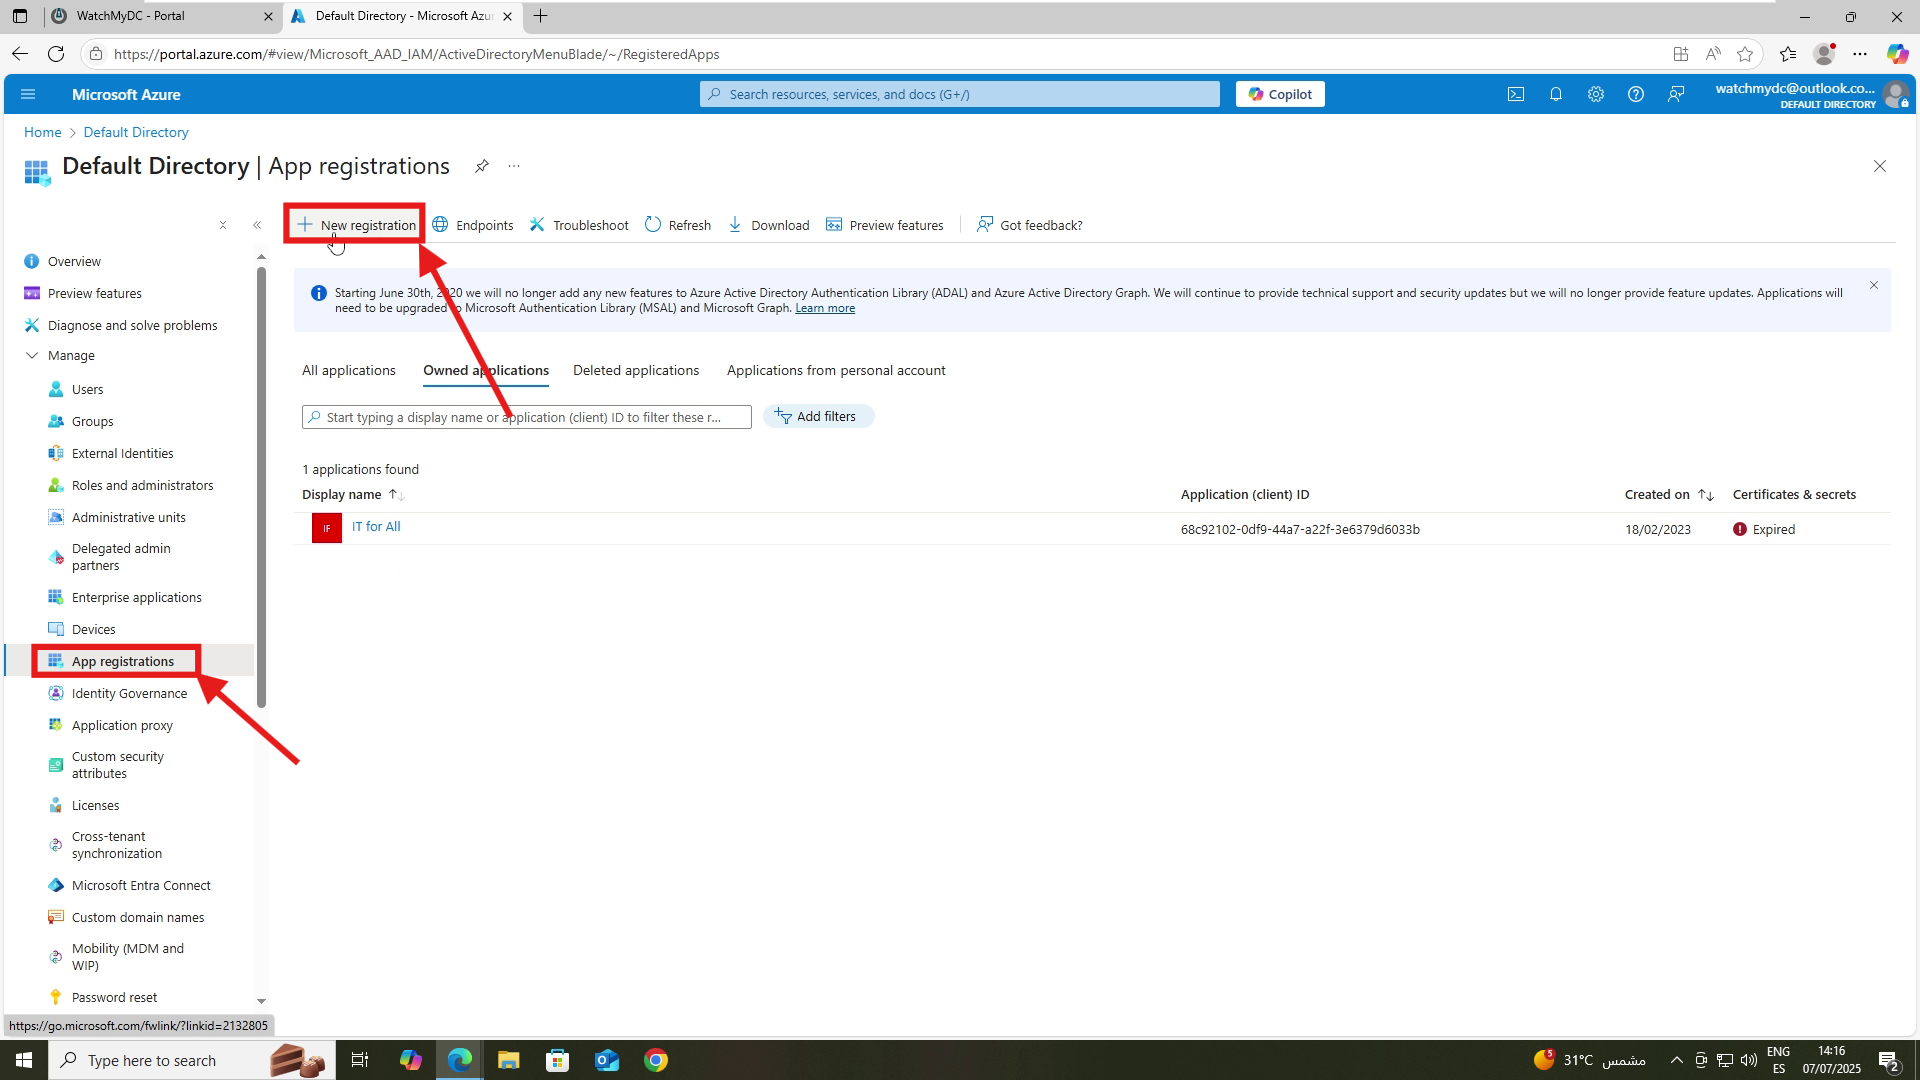 WatchMyDC - Portal
Default Directory - Microsoft Azu
https://portal.azure.com/#view/Microsoft_AAD_IAM/ActiveDirectoryMenuBlade/~/RegisteredApps
Microsoft Azure
Search resources, services, and docs (G+/)
Copilot
watchmydc@outlook.co...
DEFAULT DIRECTORY
Home > Default Directory
Default Directory | App registrations
...
New registration
Endpoints
Troubleshoot
Refresh
Download
Preview features
Got feedback?
Overview
Preview features
Diagnose and solve problems
Manage
Users
Groups
External Identities
Roles and administrators
Administrative units
Delegated admin
partners
Enterprise applications
Devices
App registrations
Identity Governance
Application proxy
Custom security
attributes
Licenses
Cross-tenant
synchronization
Microsoft Entra Connect
Custom domain names
Mobility (MDM and
WIP)
Password reset
Starting June 30th, 2020 we will no longer add any new features to Azure Active Directory Authentication Library (ADAL) and Azure Active Directory Graph. We will continue to provide technical support and security updates but we will no longer provide feature updates. Applications will
need to be upgraded to Microsoft Authentication Library (MSAL) and Microsoft Graph. Learn more
All applications
Owned applications
Deleted applications
Applications from personal account
Start typing a display name or application (client) ID to filter these r...
Add filters
1 applications found
Display name
Application (client) ID
Created on
Certificates & secrets
IF
IT for All
68c92102-0df9-44a7-a22f-3e6379d6033b
18/02/2023
Expired
https://go.microsoft.com/fwlink/?linkid=2132805
Type here to search
5
31°C مشمس
ENG
ES
14:16
07/07/2025
2